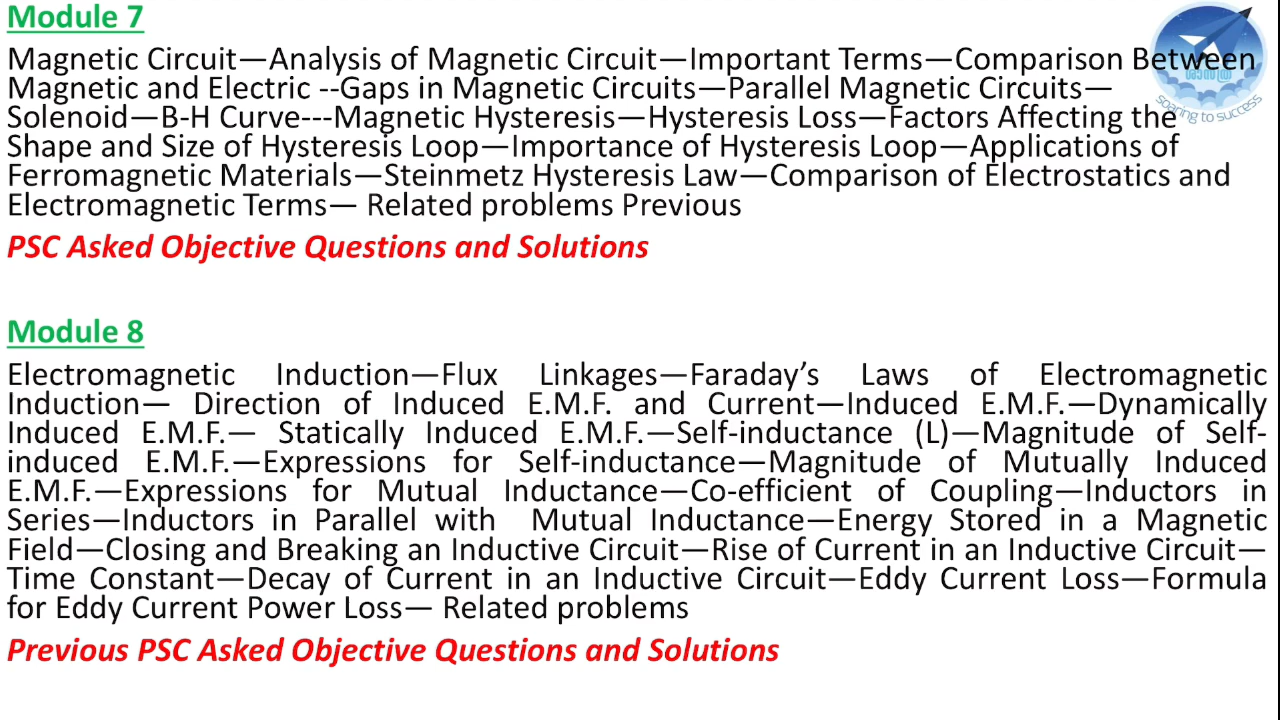 Module 7
Magnetic Circuit—Analysis of Magnetic Circuit—Important Terms—Comparison Between
Magnetic and Electric --Gaps in Magnetic Circuits—Parallel Magnetic Circuits—
Solenoid—B-H Curve---Magnetic Hysteresis—Hysteresis Loss—Factors Affecting the
Shape and Size of Hysteresis Loop—Importance of Hysteresis Loop—Applications of
Ferromagnetic Materials—Steinmetz Hysteresis Law—Comparison of Electrostatics and
Electromagnetic Terms— Related problems Previous
PSC Asked Objective Questions and Solutions
ശാസ്ത്ര
soaring to success
Module 8
Electromagnetic Induction—Flux Linkages—Faraday’s Laws of Electromagnetic
Induction— Direction of Induced E.M.F. and Current—Induced E.M.F.—Dynamically
Induced E.M.F.— Statically Induced E.M.F.—Self-inductance (L)—Magnitude of Self-
induced E.M.F.—Expressions for Self-inductance—Magnitude of Mutually Induced
E.M.F.—Expressions for Mutual Inductance—Co-efficient of Coupling—Inductors in
Series—Inductors in Parallel with Mutual Inductance—Energy Stored in a Magnetic
Field—Closing and Breaking an Inductive Circuit—Rise of Current in an Inductive Circuit—
Time Constant—Decay of Current in an Inductive Circuit—Eddy Current Loss—Formula
for Eddy Current Power Loss— Related problems
Previous PSC Asked Objective Questions and Solutions